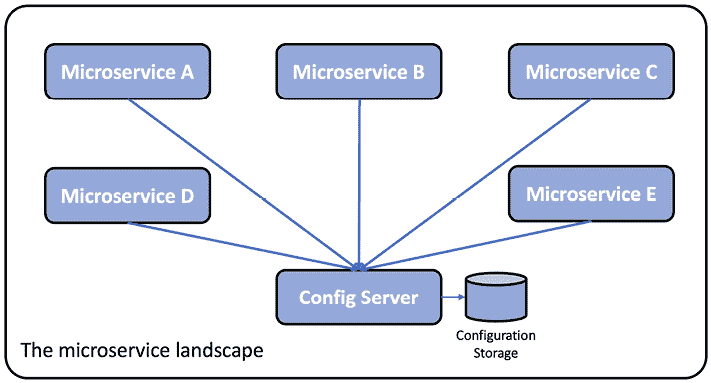 Microservice A
Microservice B
Microservice C
Microservice D
Microservice E
Config Server
Configuration
Storage
The microservice landscape